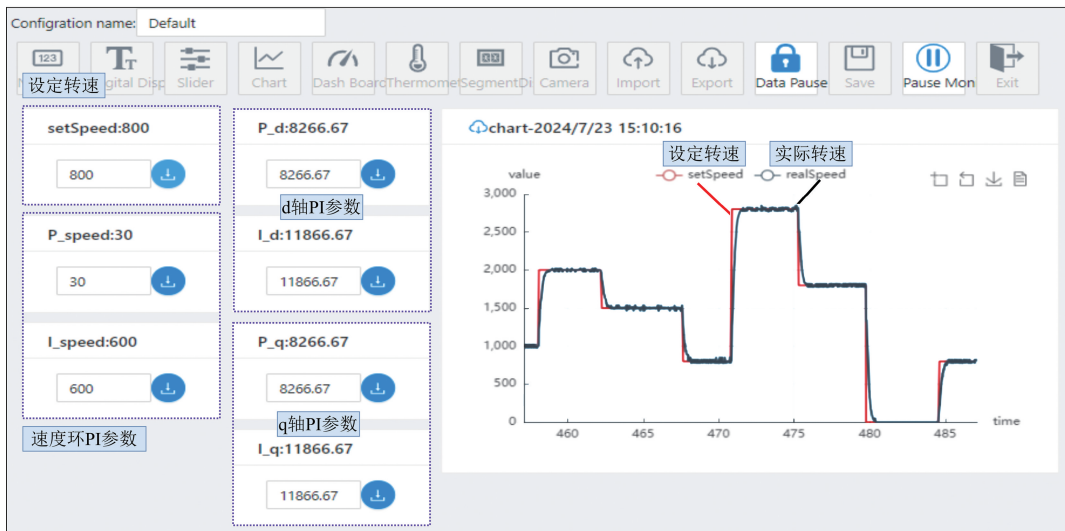 Configration name: Default
Digital Disp
Slider
Chart
Dash Board
Thermomet
SegmentDi
Camera
Import
Export
Data Pause
Save
Pause Mon
Exit
设定转速
setSpeed:800
800
P_speed:30
30
I_speed:600
600
速度环PI参数
P_d:8266.67
8266.67
d轴PI参数
I_d:11866.67
11866.67
P_q:8266.67
8266.67
q轴PI参数
I_q:11866.67
11866.67
chart-2024/7/23 15:10:16
设定转速
实际转速
value
setSpeed
realSpeed
3,000
2,500
2,000
1,500
1,000
500
0
460
465
470
475
480
485
time